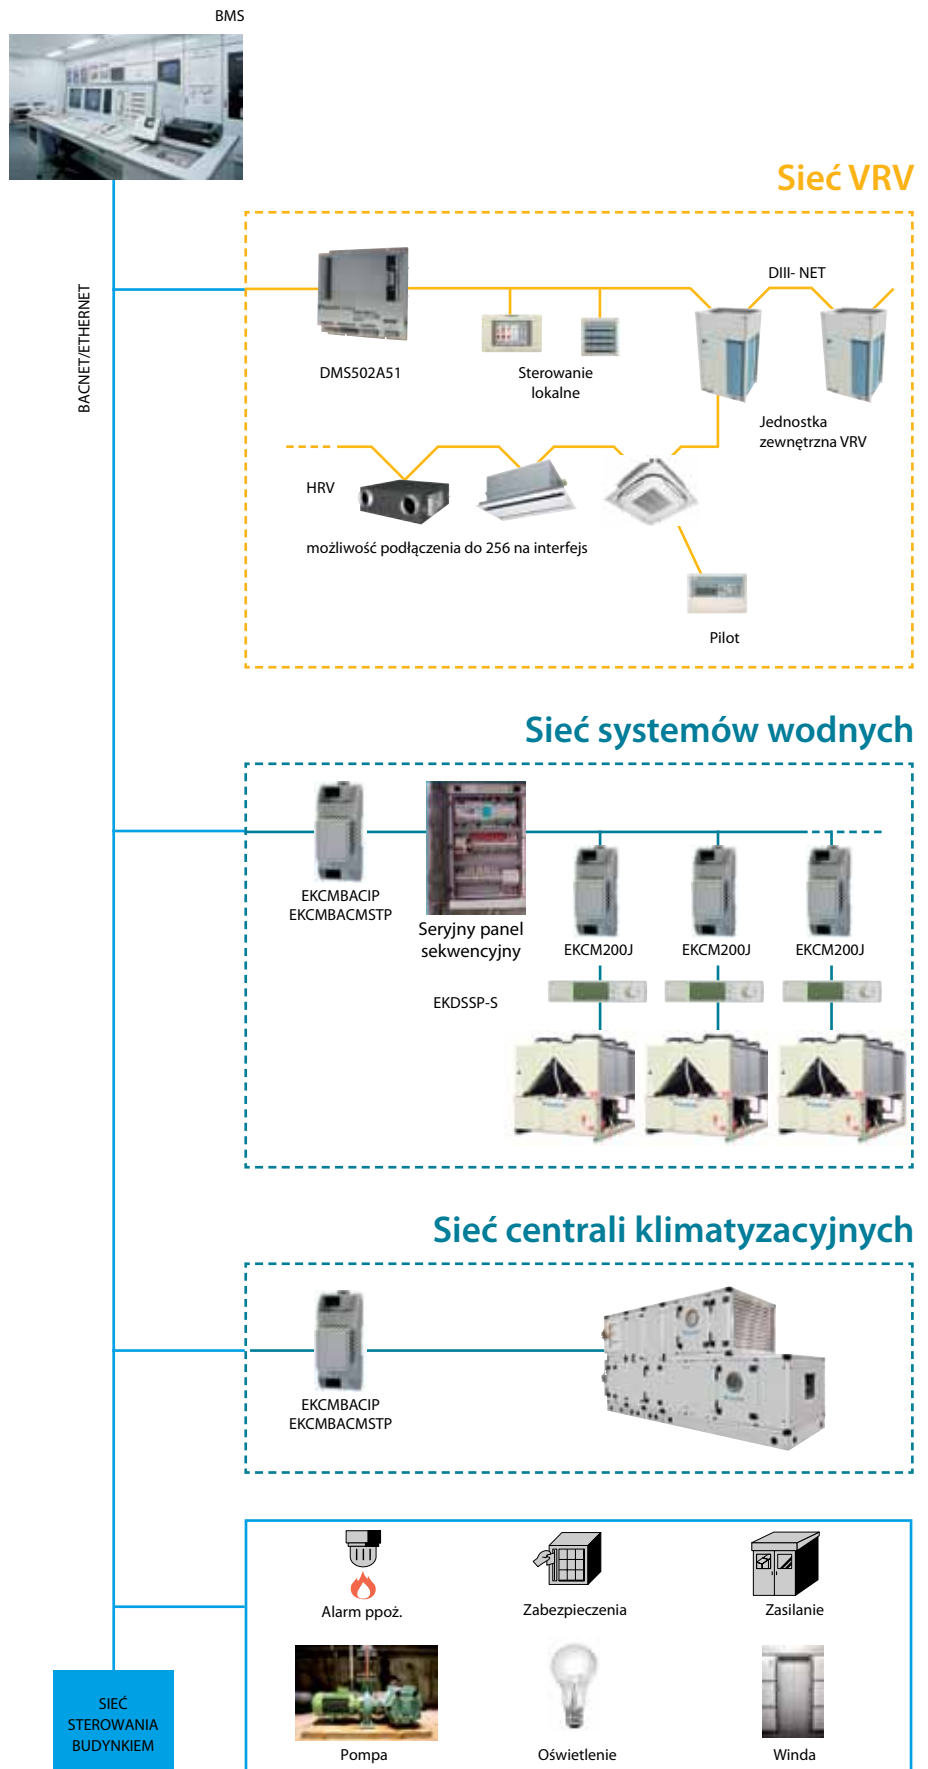 BMS
BACNET/ETHERNET
Sieć VRV
DIII- NET
DMS502A51
Sterowanie
lokalne
Jednostka
zewnętrzna VRV
HRV
możliwość podłączenia do 256 na interfejs
Pilot
Sieć systemów wodnych
EKCMBACIP
EKCMBACMSTP
Seryjny panel
sekwencyjny
EKCM200J
EKCM200J
EKCM200J
EKDSSP-S
Sieć centrali klimatyzacyjnych
EKCMBACIP
EKCMBACMSTP
Alarm ppoż.
Zabezpieczenia
Zasilanie
SIEĆ
STEROWANIA
BUDYNKIEM
Pompa
Oświetlenie
Winda